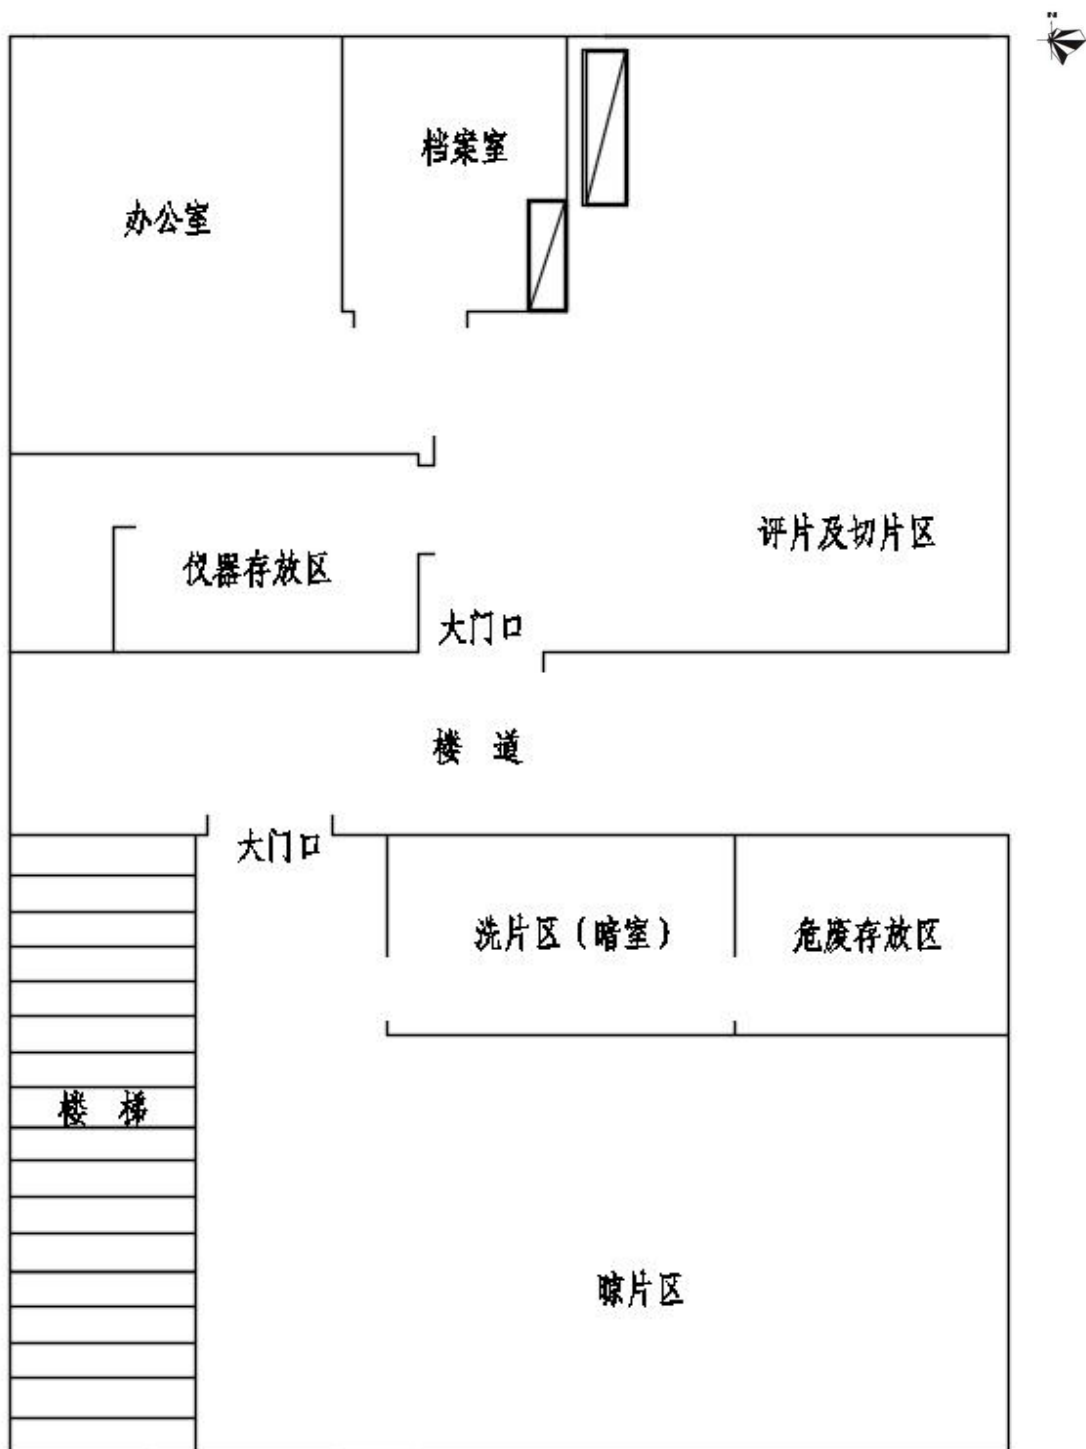 档案室
办公室
评片及切片区
仪器存放区
大门口
楼 道
大门口
洗片区（暗室）
危废存放区
楼 梯
晾片区